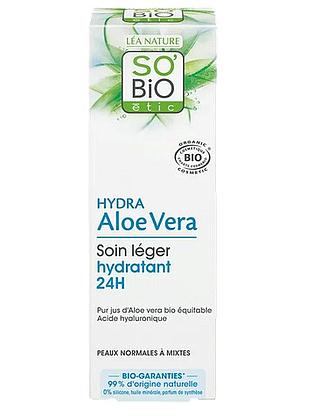 LÉA NATURE
SO'
BiO
étic
ORGANIC
COSMÉTIQUE
BIO
HYDRA
Aloe Vera
Soin léger
hydratant
24H
Pur jus d'Aloe vera bio équitable
Acide hyaluronique
PEAUX NORMALES À MIXTES
BIO-GARANTIES*
99% d'origine naturelle
0% silicone, huile minérale, parfum de synthèse